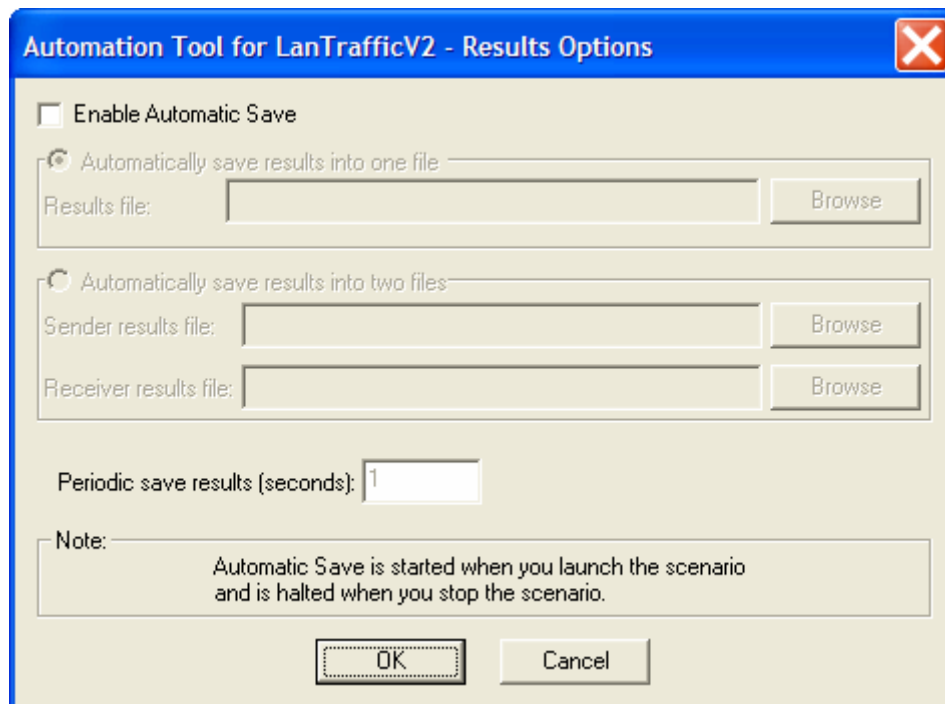 Automation Tool for LanTrafficV2 - Results Options
Enable Automatic Save
Automatically save results into one file
Results file:
Browse
Automatically save results into two files
Sender results file:
Browse
Receiver results file:
Browse
Periodic save results (seconds): 1
Note:
Automatic Save is started when you launch the scenario
and is halted when you stop the scenario.
OK
Cancel